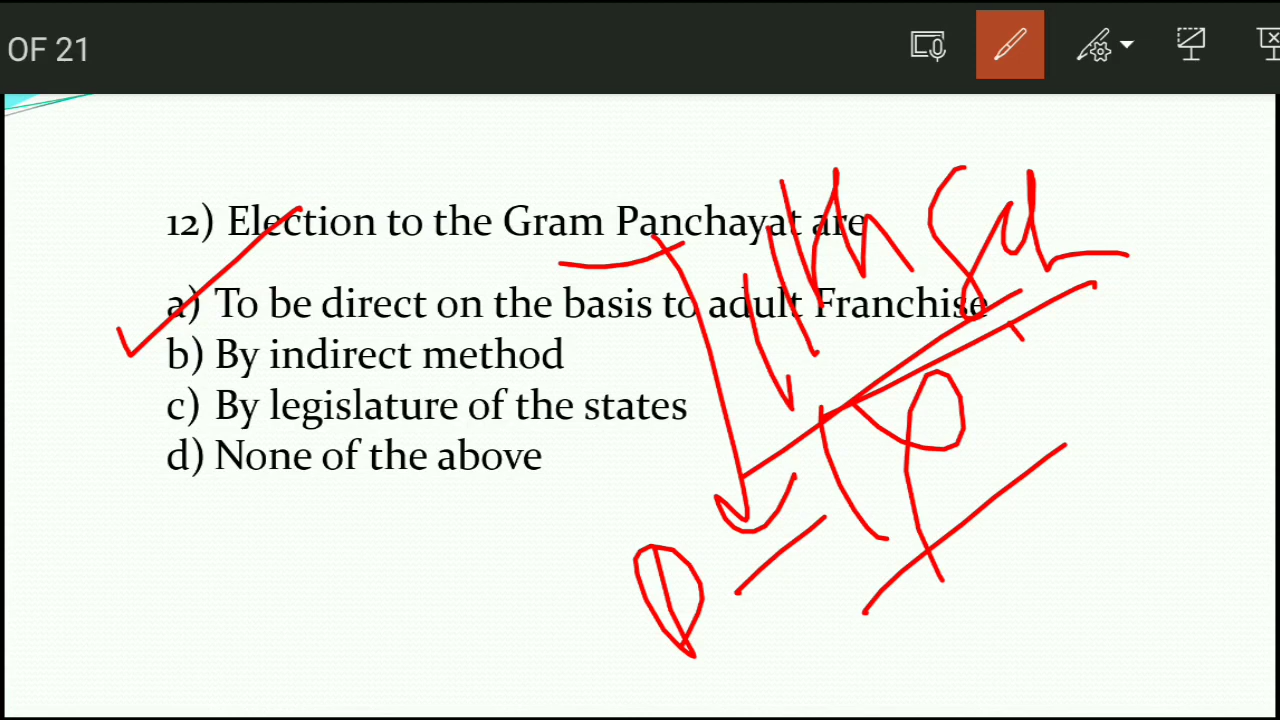 OF 21
12) Election to the Gram Panchayat are
a) To be direct on the basis to adult Franchise
b) By indirect method
c) By legislature of the states
d) None of the above